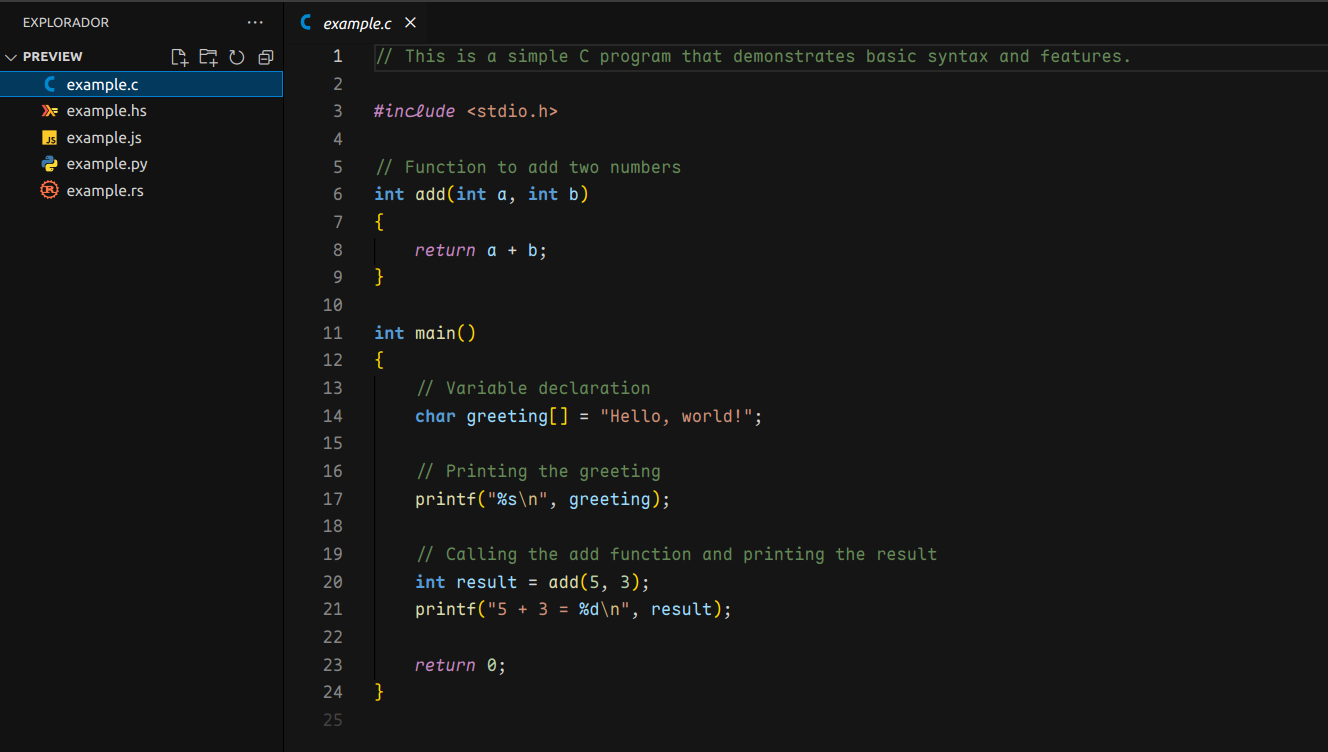 EXPLORADOR
PREVIEW
example.c
example.hs
JS example.js
example.py
example.rs
example.c
1 // This is a simple C program that demonstrates basic syntax and features.
2
3 #include <stdio.h>
4
5 // Function to add two numbers
6 int add(int a, int b)
7 {
8     return a + b;
9 }
10
11 int main()
12 {
13     // Variable declaration
14     char greeting[] = "Hello, world!";
15
16     // Printing the greeting
17     printf("%s\n", greeting);
18
19     // Calling the add function and printing the result
20     int result = add(5, 3);
21     printf("5 + 3 = %d\n", result);
22
23     return 0;
24 }
25